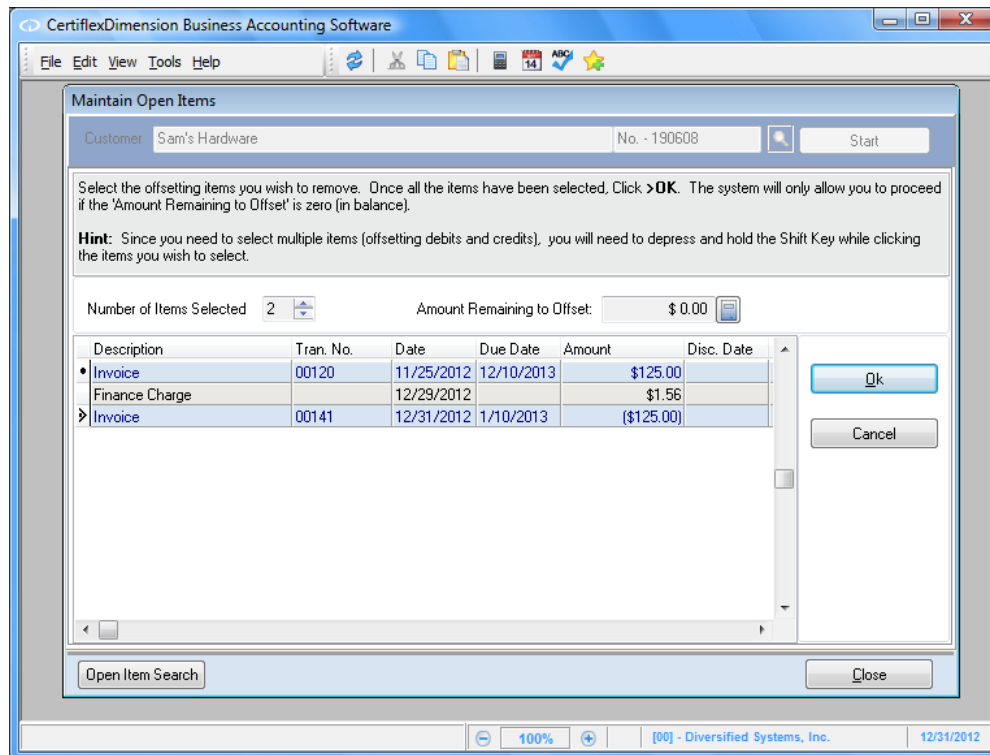 CertiflexDimension Business Accounting Software
File Edit View Tools Help
14
ABC
Maintain Open Items
Customer Sam's Hardware No. - 190608 Start
Select the offsetting items you wish to remove. Once all the items have been selected, Click >OK. The system will only allow you to proceed
if the 'Amount Remaining to Offset' is zero (in balance).
Hint: Since you need to select multiple items (offsetting debits and credits), you will need to depress and hold the Shift Key while clicking
the items you wish to select.
Number of Items Selected 2 Amount Remaining to Offset: $ 0.00
Description Tran. No. Date Due Date Amount Disc. Date
Invoice 00120 11/25/2012 12/10/2013 $125.00
Finance Charge 12/29/2012 $1.56
Invoice 00141 12/31/2012 1/10/2013 ($125.00)
Ok
Cancel
Open Item Search Close
100% [00] - Diversified Systems, Inc. 12/31/2012